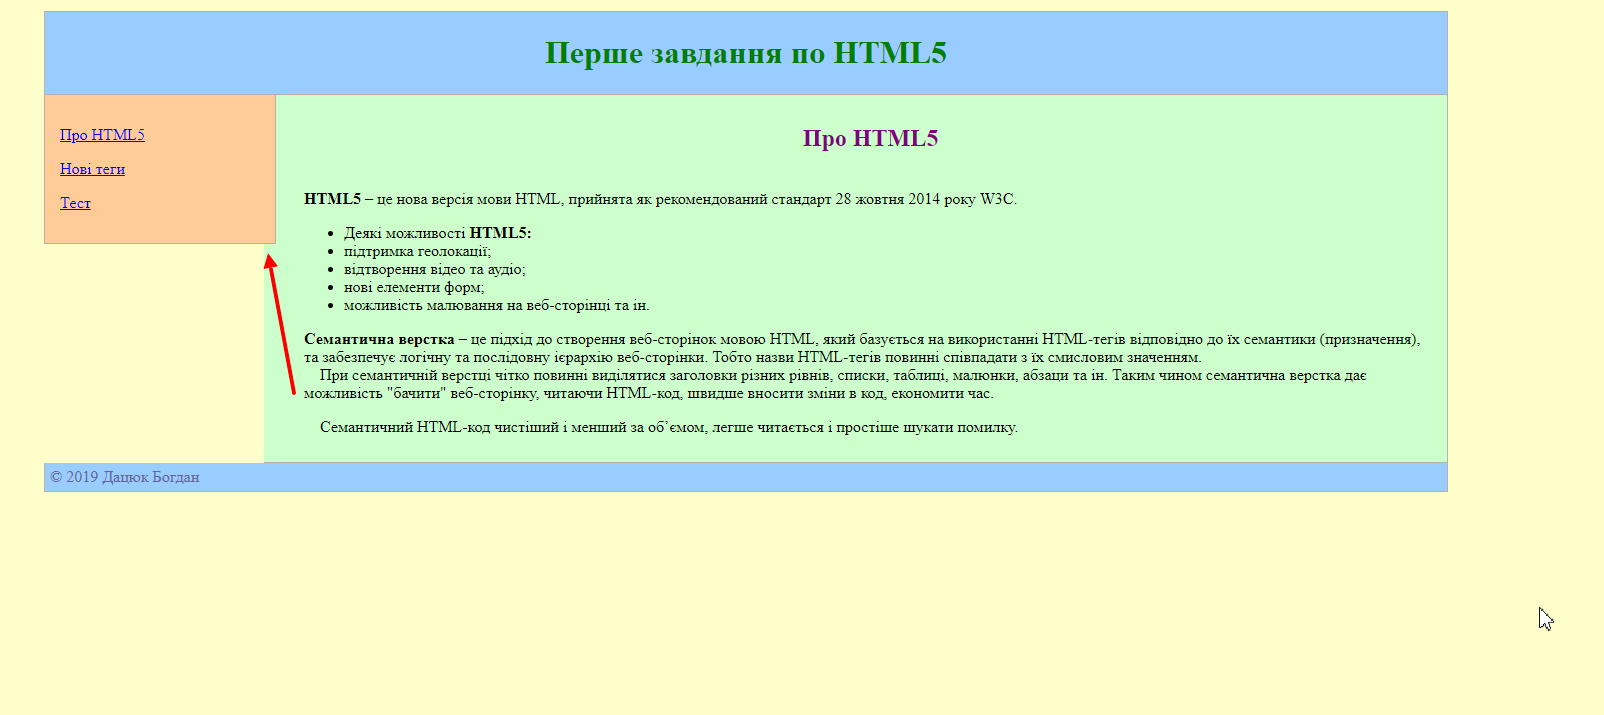 Перше завдання по HTML5
Про HTML5
Нові теги
Тест
Про HTML5
HTML5 – це нова версія мови HTML, прийнята як рекомендований стандарт 28 жовтня 2014 року W3C.
Деякі можливості HTML5:
підтримка геолокації;
відтворення відео та аудіо;
нові елементи форм;
можливість малювання на веб-сторінці та ін.
Семантична верстка – це підхід до створення веб-сторінок мовою HTML, який базується на використанні HTML-тегів відповідно до їх семантики (призначення),
та забезпечує логічну та послідовну ієрархію веб-сторінки. Тобто назви HTML-тегів повинні співпадати з їх смисловим значенням.
При семантичній верстці чітко повинні виділятися заголовки різних рівнів, списки, таблиці, малюнки, абзаци та ін. Таким чином семантична верстка дає
можливість "бачити" веб-сторінку, читаючи HTML-код, швидше вносити зміни в код, економити час.
Семантичний HTML-код чистіший і менший за об’ємом, легше читається і простіше шукати помилку.
© 2019 Дацюк Богдан